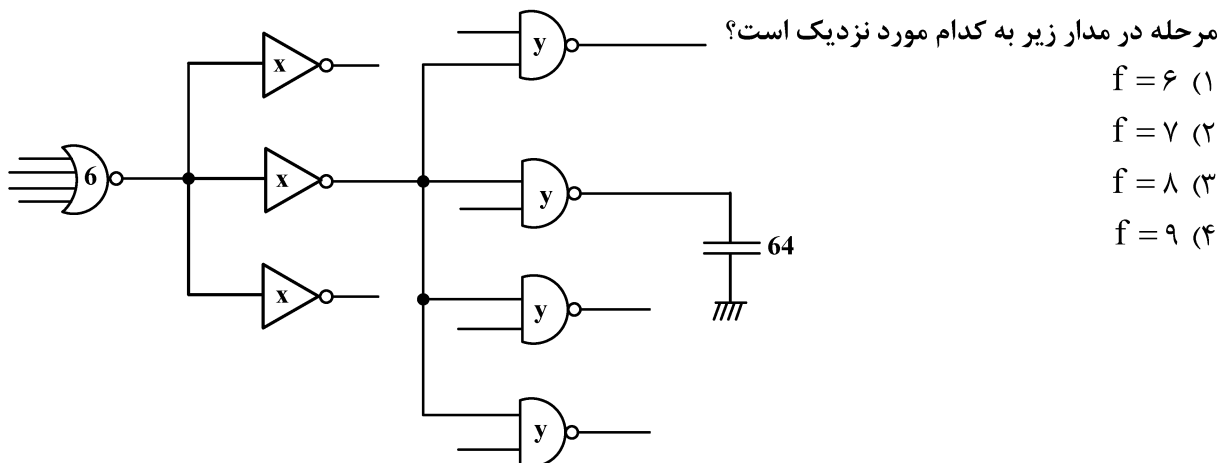 مرحله در مدار زیر به کدام مورد نزدیک است؟
۱) f = ۶
۲) f = ۷
۳) f = ۸
۴) f = ۹
y
x
6
x
y
64
x
y
y